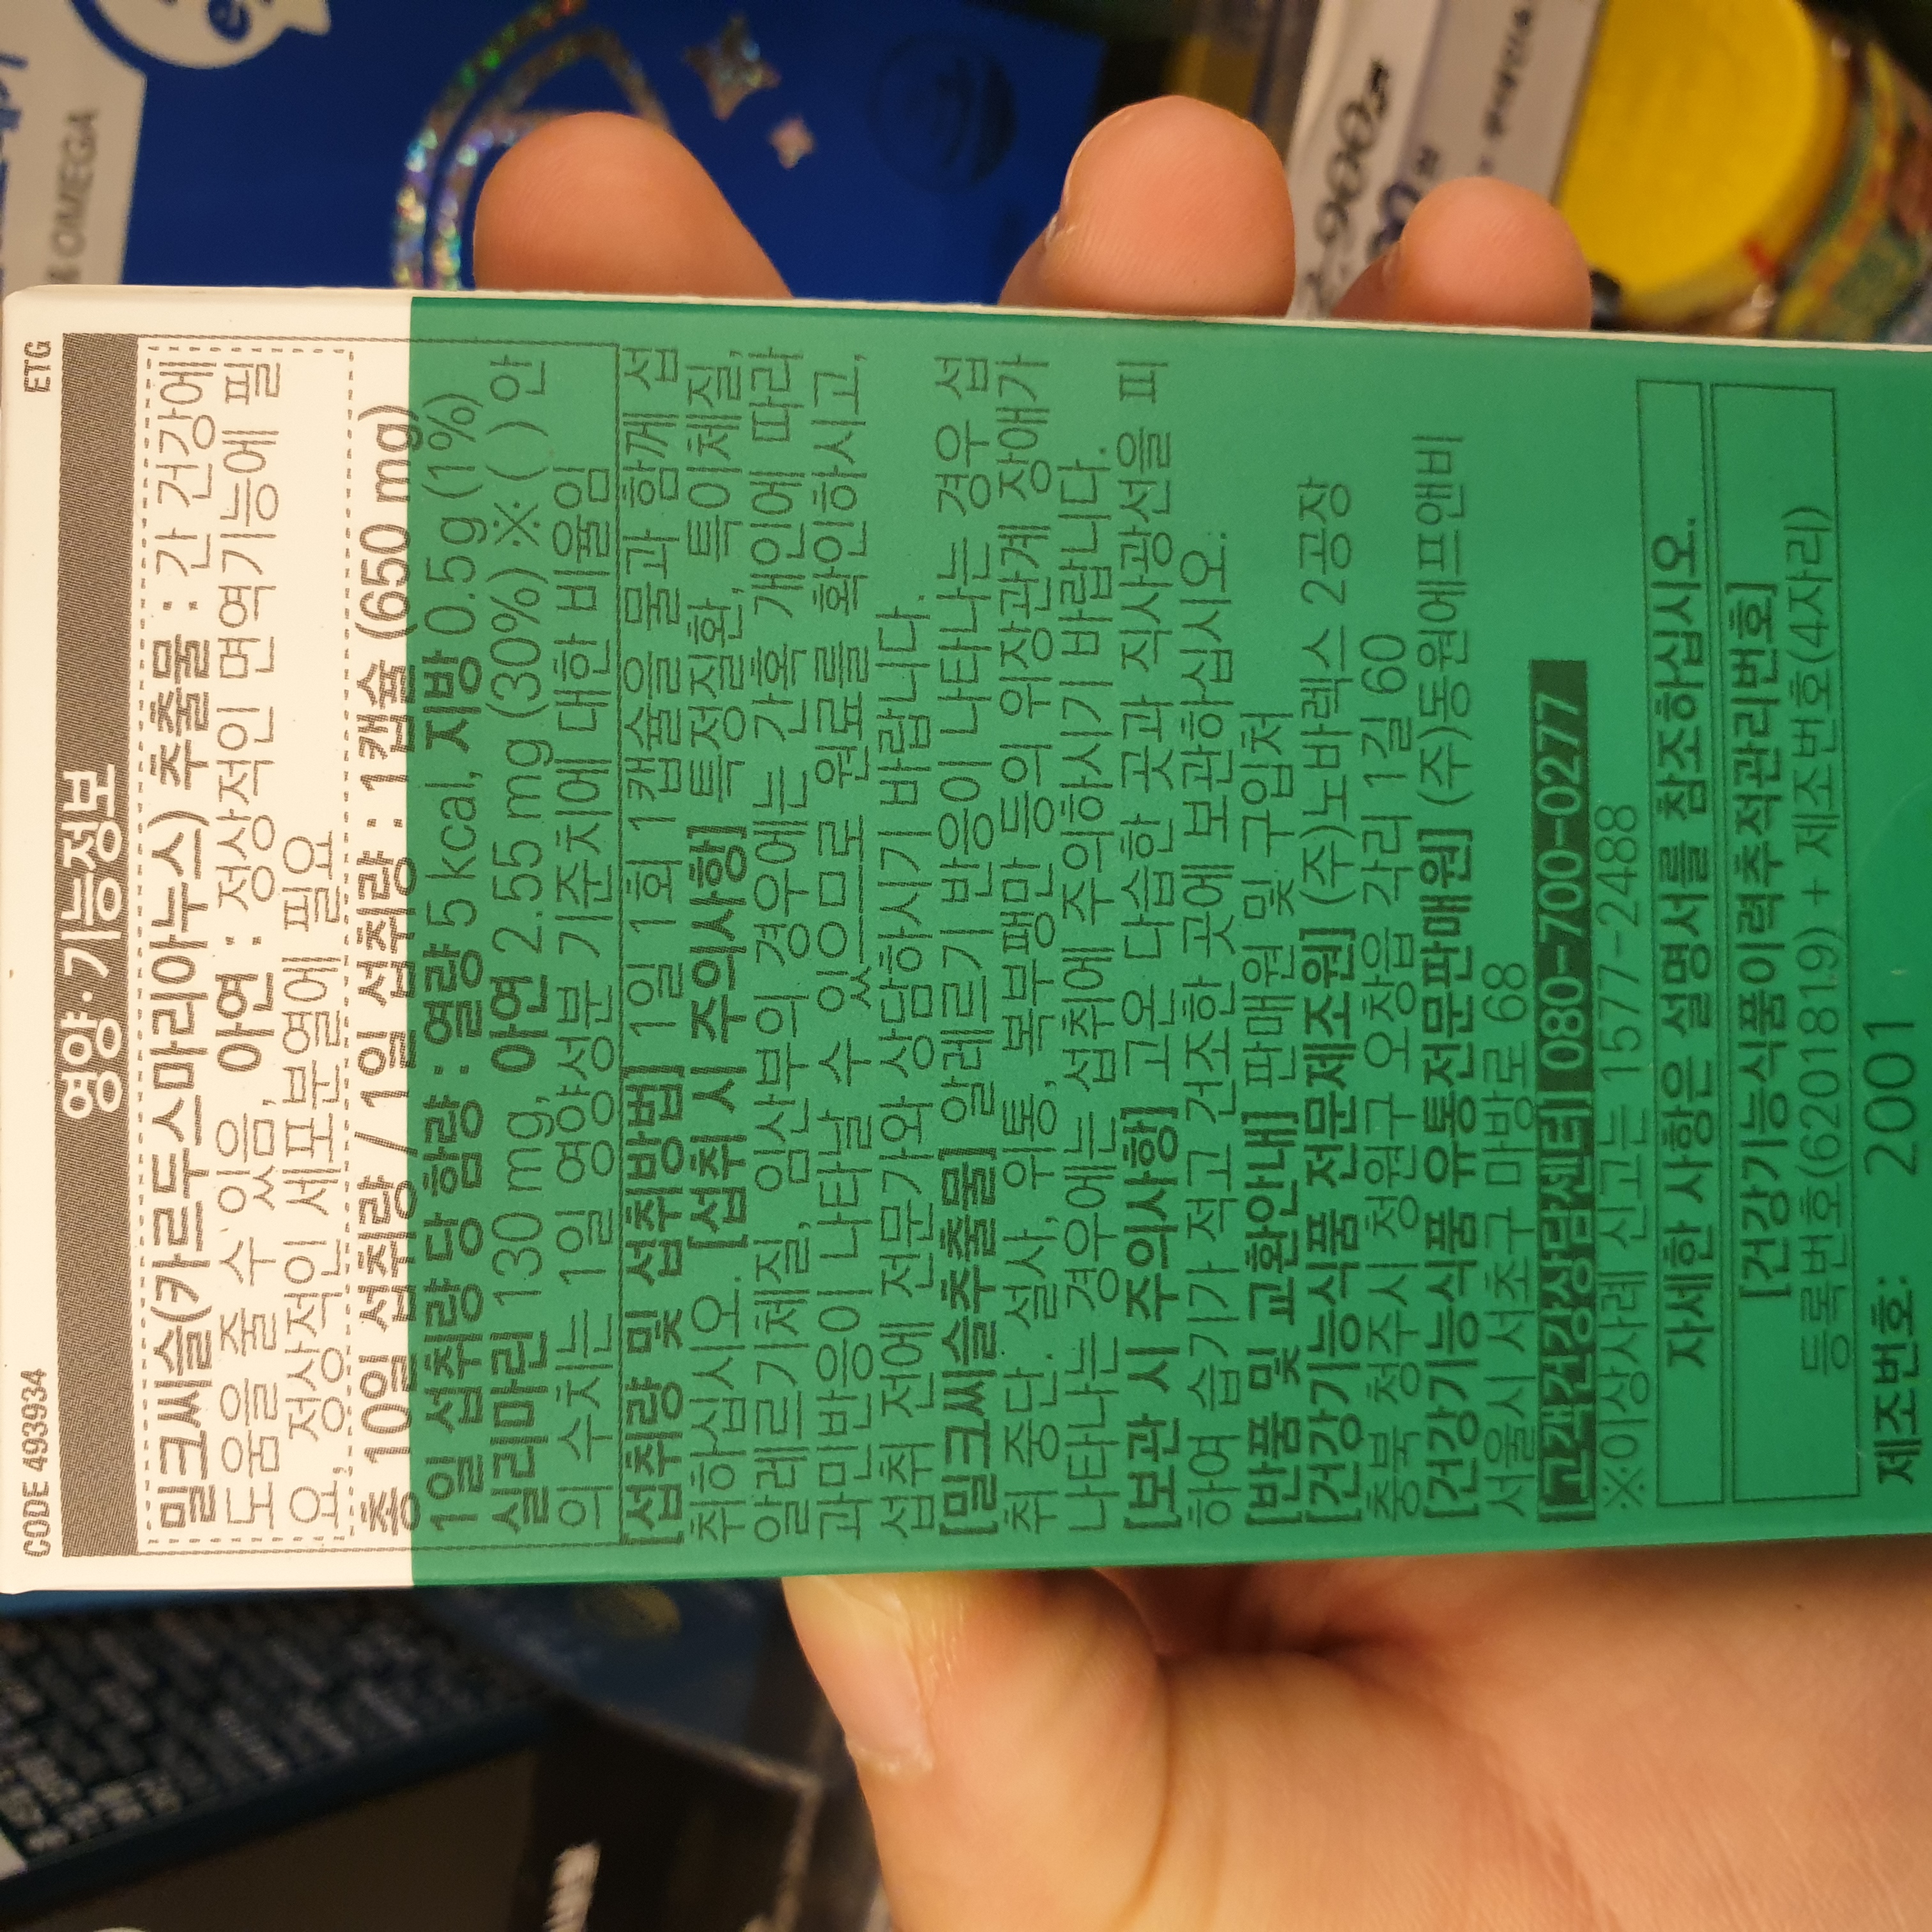 CODE 493934
ETG
영양·기능정보
밀크씨슬(카르두스마리아누스) 추출물 : 간 건강에
도움을 줄 수 있음, 아연 : 정상적인 면역기능에 필
요, 정상적인 세포분열에 필요
총 10일 섭취량 / 1일 섭취량 : 1캡슐 (650 mg)
1일 섭취량 당 함량 : 열량 5 kcal, 지방 0.5g (1%)
실리마린 130 mg, 아연 2.55 mg (30%) ※ ( ) 안
의 수치는 1일 영양성분 기준치에 대한 비율임
[섭취량 및 섭취방법] 1일 1회 1캡슐을 물과 함께 섭
취하십시오. [섭취 시 주의사항] 특정질환, 특이체질,
알레르기체질, 임산부의 경우에는 간혹 개인에 따라
과민반응이 나타날 수 있으므로 원료를 확인하시고,
섭취 전에 전문가와 상담하시기 바랍니다.
[밀크씨슬추출물] 알레르기 반응이 나타나는 경우 섭
취 중단. 설사, 위통, 복부팽만 등의 위장관계 장애가
나타나는 경우에는 섭취에 주의하시기 바랍니다.
[보관 시 주의사항] 고온 다습한 곳과 직사광선을 피
하여 습기가 적고 건조한 곳에 보관하십시오.
[반품 및 교환안내] 판매원 및 구입처
[건강기능식품 전문제조원] (주)노바렉스 2공장
충북 청주시 청원구 오창읍 각리 1길 60
[건강기능식품 유통전문판매원] (주)동원에프앤비
서울시 서초구 마방로 68
[고객건강상담센터] 080-700-0277
※이상사례 신고는 1577-2488
자세한 사항은 설명서를 참조하십시오.
[건강기능식품이력추적관리번호]
등록번호(6201819) + 제조번호(4자리)
제조번호: 2001
& OMEGA